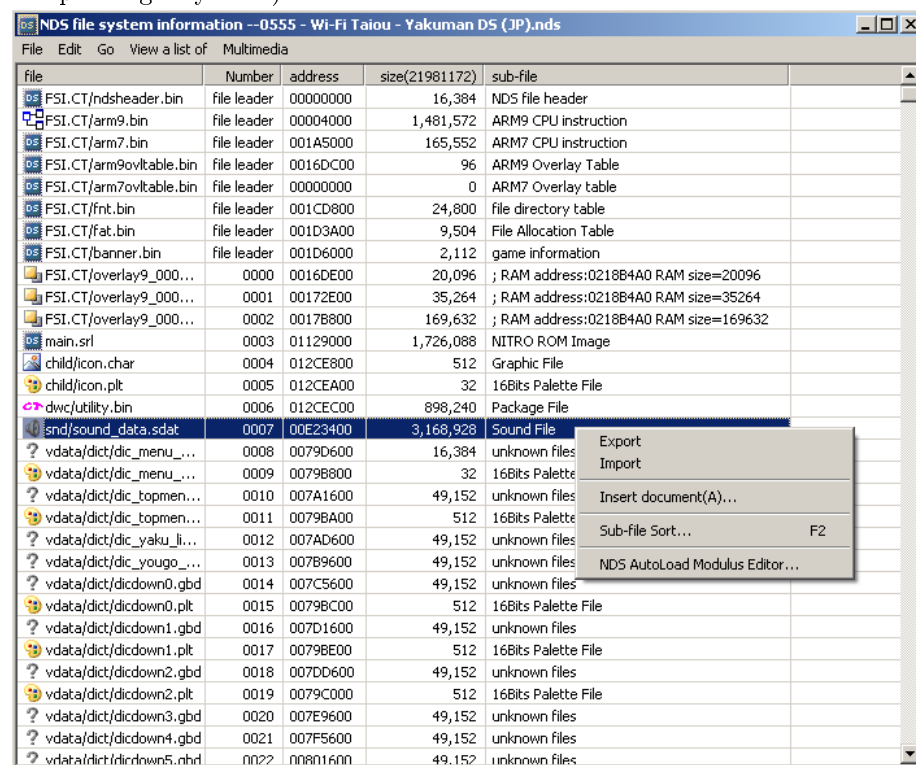 NDS file system information --0555 - Wi-Fi Taiou - Yakuman DS (JP).nds
File Edit Go View a list of Multimedia
file Number address size(21981172) sub-file
FSI.CT/ndsheader.bin file leader 00000000 16,384 NDS file header
FSI.CT/arm9.bin file leader 00004000 1,481,572 ARM9 CPU instruction
FSI.CT/arm7.bin file leader 001A5000 165,552 ARM7 CPU instruction
FSI.CT/arm9ovltable.bin file leader 0016DC00 96 ARM9 Overlay Table
FSI.CT/arm7ovltable.bin file leader 00000000 0 ARM7 Overlay table
FSI.CT/fnt.bin file leader 001CD800 24,800 file directory table
FSI.CT/fat.bin file leader 001D3A00 9,504 File Allocation Table
FSI.CT/banner.bin file leader 001D6000 2,112 game information
FSI.CT/overlay9_000... 0000 0016DE00 20,096 ; RAM address:0218B4A0 RAM size=20096
FSI.CT/overlay9_000... 0001 00172E00 35,264 ; RAM address:0218B4A0 RAM size=35264
FSI.CT/overlay9_000... 0002 0017B800 169,632 ; RAM address:0218B4A0 RAM size=169632
main.srl 0003 01129000 1,726,088 NITRO ROM Image
child/icon.char 0004 012CE800 512 Graphic File
child/icon.plt 0005 012CEA00 32 16Bits Palette File
dwc/utility.bin 0006 012CEC00 898,240 Package File
snd/sound_data.sdat 0007 00E23400 3,168,928 Sound File
vdata/dict/dic_menu_... 0008 0079D600 16,384 unknown files
vdata/dict/dic_menu_... 0009 0079B800 32 16Bits Palette
vdata/dict/dic_topmen... 0010 007A1600 49,152 unknown files
vdata/dict/dic_topmen... 0011 0079BA00 512 16Bits Palette
vdata/dict/dic_yaku_li... 0012 007AD600 49,152 unknown files
vdata/dict/dic_yougo_... 0013 007B9600 49,152 unknown files
vdata/dict/dicdown0.gbd 0014 007C5600 49,152 unknown files
vdata/dict/dicdown0.plt 0015 0079BC00 512 16Bits Palette File
vdata/dict/dicdown1.gbd 0016 007D1600 49,152 unknown files
vdata/dict/dicdown1.plt 0017 0079BE00 512 16Bits Palette File
vdata/dict/dicdown2.gbd 0018 007DD600 49,152 unknown files
vdata/dict/dicdown2.plt 0019 0079C000 512 16Bits Palette File
vdata/dict/dicdown3.gbd 0020 007E9600 49,152 unknown files
vdata/dict/dicdown4.gbd 0021 007F5600 49,152 unknown files
vdata/dict/dicdown5.gbd 0022 00801600 49,152 unknown files
Export
Import
Insert document(A)...
Sub-file Sort... F2
NDS AutoLoad Modulus Editor...